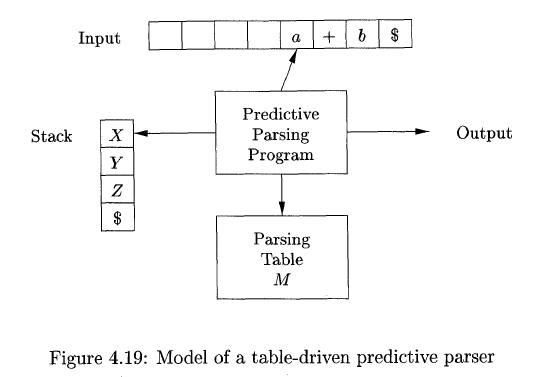 Input a + b $
Predictive
Parsing
Program
Stack X
Y
Z
$
Output
Parsing
Table
M
Figure 4.19: Model of a table-driven predictive parser